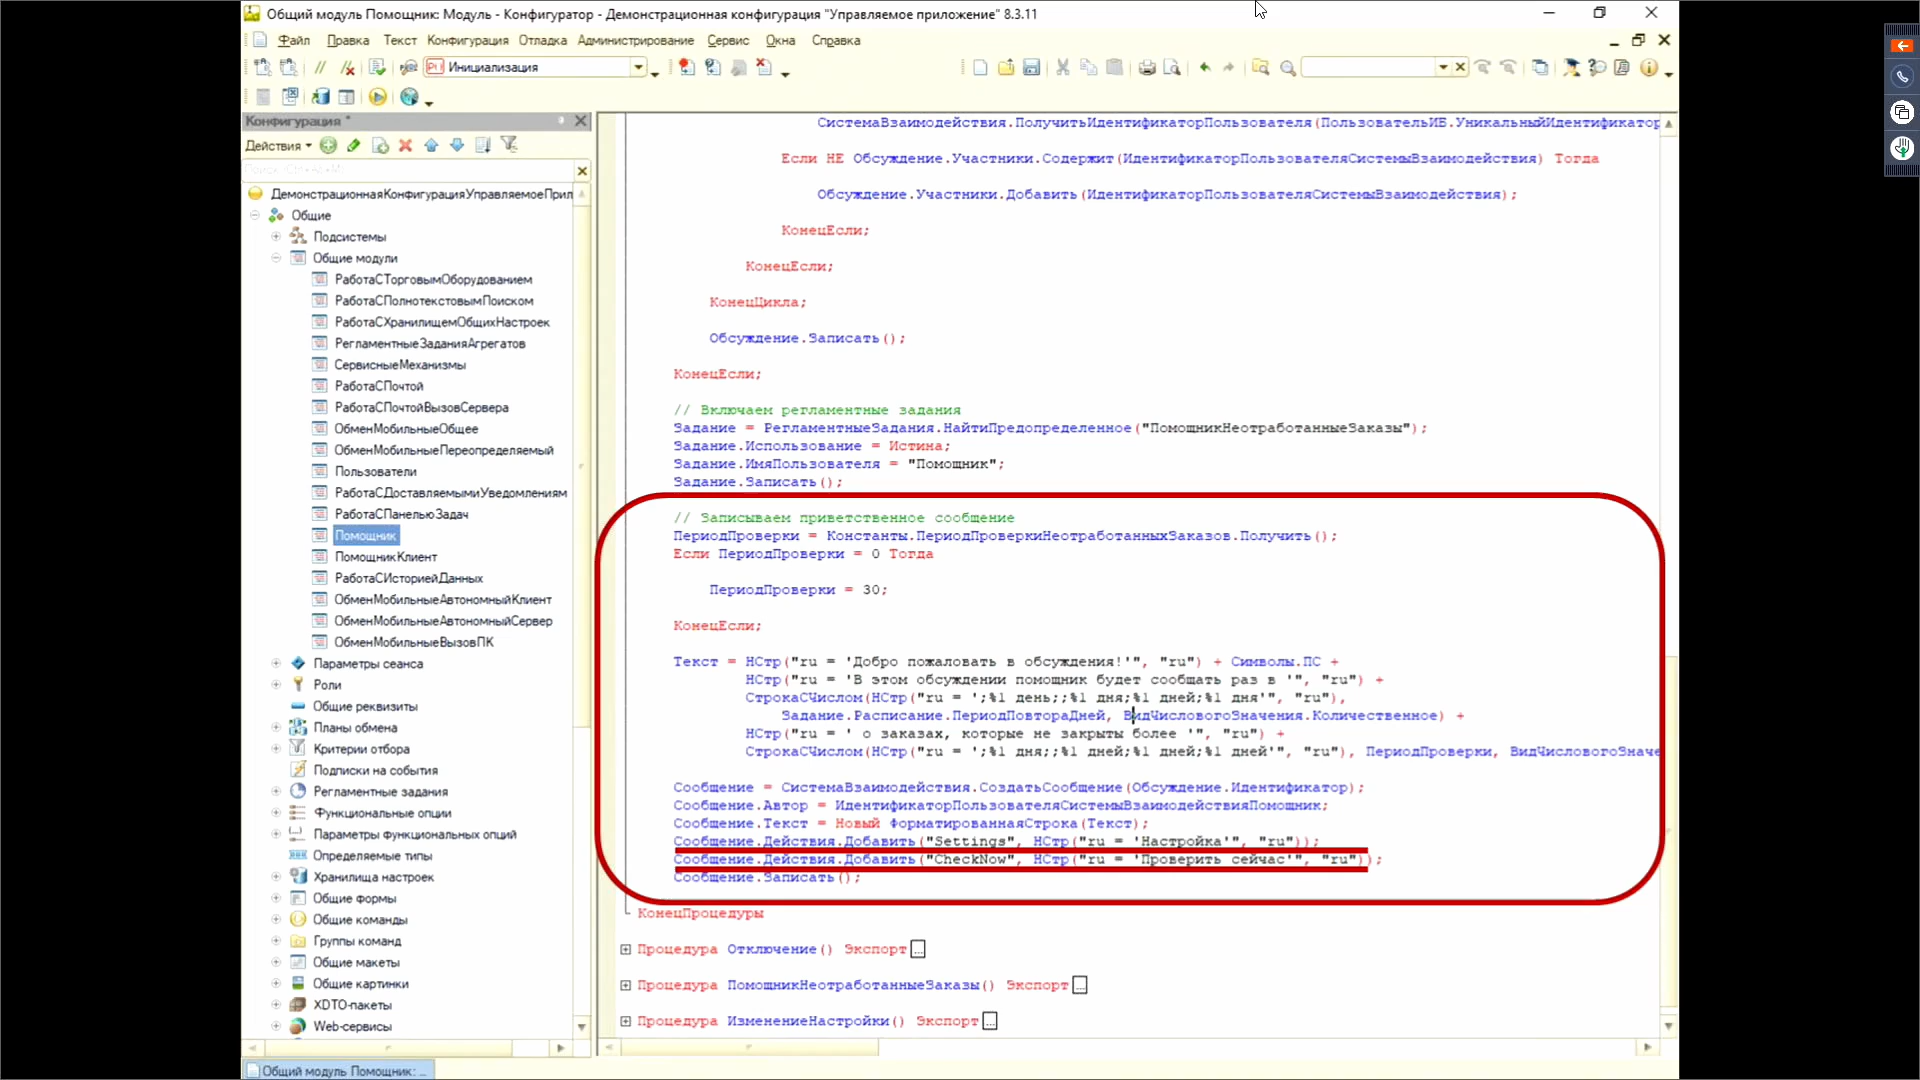 Общий модуль Помощник: Модуль - Конфигуратор - Демонстрационная конфигурация "Управляемое приложение" 8.3.11
Файл Правка Текст Конфигурация Отладка Администрирование Сервис Окна Справка
Инициализация
Конфигурация *
Действия
Поиск (Ctrl+Alt+M)
ДемонстрационнаяКонфигурацияУправляемоеПрил
Общие
Подсистемы
Общие модули
РаботаСТорговымОборудованием
РаботаСПолнотекстовымПоиском
РаботаСХранилищемОбщихНастроек
РегламентныеЗаданияАгрегатов
СервисныеМеханизмы
РаботаСПочтой
РаботаСПочтойВызовСервера
ОбменМобильныеОбщее
ОбменМобильныеПереопределяемый
Пользователи
РаботаСДоставляемымиУведомлениям
РаботаСПанельюЗадач
Помощник
ПомощникКлиент
РаботаСИсториейДанных
ОбменМобильныеАвтономныйКлиент
ОбменМобильныеАвтономныйСервер
ОбменМобильныеВызовПК
Параметры сеанса
Роли
Общие реквизиты
Планы обмена
Критерии отбора
Подписки на события
Регламентные задания
Функциональные опции
Параметры функциональных опций
Определяемые типы
Хранилища настроек
Общие формы
Общие команды
Группы команд
Общие макеты
Общие картинки
XDTO-пакеты
Web-сервисы
СистемаВзаимодействия.ПолучитьИдентификаторПользователя(ПользовательИБ.УникальныйИдентификатор
Если НЕ Обсуждение.Участники.Содержит(ИдентификаторПользователяСистемыВзаимодействия) Тогда
Обсуждение.Участники.Добавить(ИдентификаторПользователяСистемыВзаимодействия);
КонецЕсли;
КонецЕсли;
КонецЦикла;
Обсуждение.Записать();
КонецЕсли;
// Включаем регламентные задания
Задание = РегламентныеЗадания.НайтиПредопределенное("ПомощникНеотработанныеЗаказы");
Задание.Использование = Истина;
Задание.ИмяПользователя = "Помощник";
Задание.Записать();
// Записываем приветственное сообщение
ПериодПроверки = Константы.ПериодПроверкиНеотработанныхЗаказов.Получить();
Если ПериодПроверки = 0 Тогда
ПериодПроверки = 30;
КонецЕсли;
Текст = НСтр("ru = 'Добро пожаловать в обсуждения!'", "ru") + Символы.ПС +
НСтр("ru = 'В этом обсуждении помощник будет сообщать раз в '", "ru") +
СтрокаСЧислом(НСтр("ru = ';%1 день;;%1 дня;%1 дней;%1 дня'", "ru"),
Задание.Расписание.ПериодПовтораДней, ВидЧисловогоЗначения.Количественное) +
НСтр("ru = ' о заказах, которые не закрыты более '", "ru") +
СтрокаСЧислом(НСтр("ru = ';%1 дня;;%1 дней;%1 дней;%1 дней'", "ru"), ПериодПроверки, ВидЧисловогоЗначе
Сообщение = СистемаВзаимодействия.СоздатьСообщение(Обсуждение.Идентификатор);
Сообщение.Автор = ИдентификаторПользователяСистемыВзаимодействияПомощник;
Сообщение.Текст = Новый ФорматированнаяСтрока(Текст);
Сообщение.Действия.Добавить("Settings", НСтр("ru = 'Настройка'", "ru"));
Сообщение.Действия.Добавить("CheckNow", НСтр("ru = 'Проверить сейчас'", "ru"));
Сообщение.Записать();
КонецПроцедуры
Процедура Отключение() Экспорт ...
Процедура ПомощникНеотработанныеЗаказы() Экспорт ...
Процедура ИзменениеНастройки() Экспорт ...
Общий модуль Помощник: ...